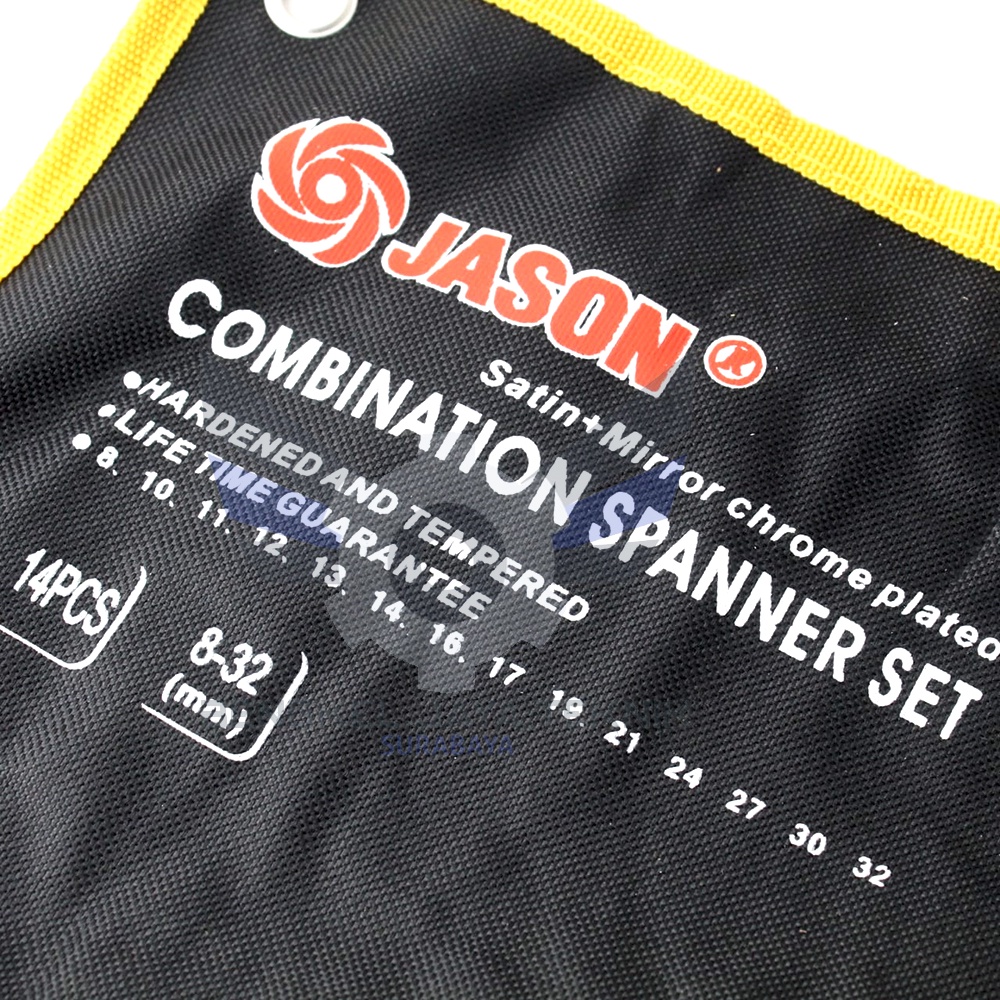 JASON ®
Satin+Mirror chrome plated
COMBINATION SPANNER SET
●HARDENED AND TEMPERED
●LIFE TIME GUARANTEE
● 8、10、11、12、13、14、16、17 19、21 24 27 30 32
14PCS
8-32
(mm)
SURABAYA